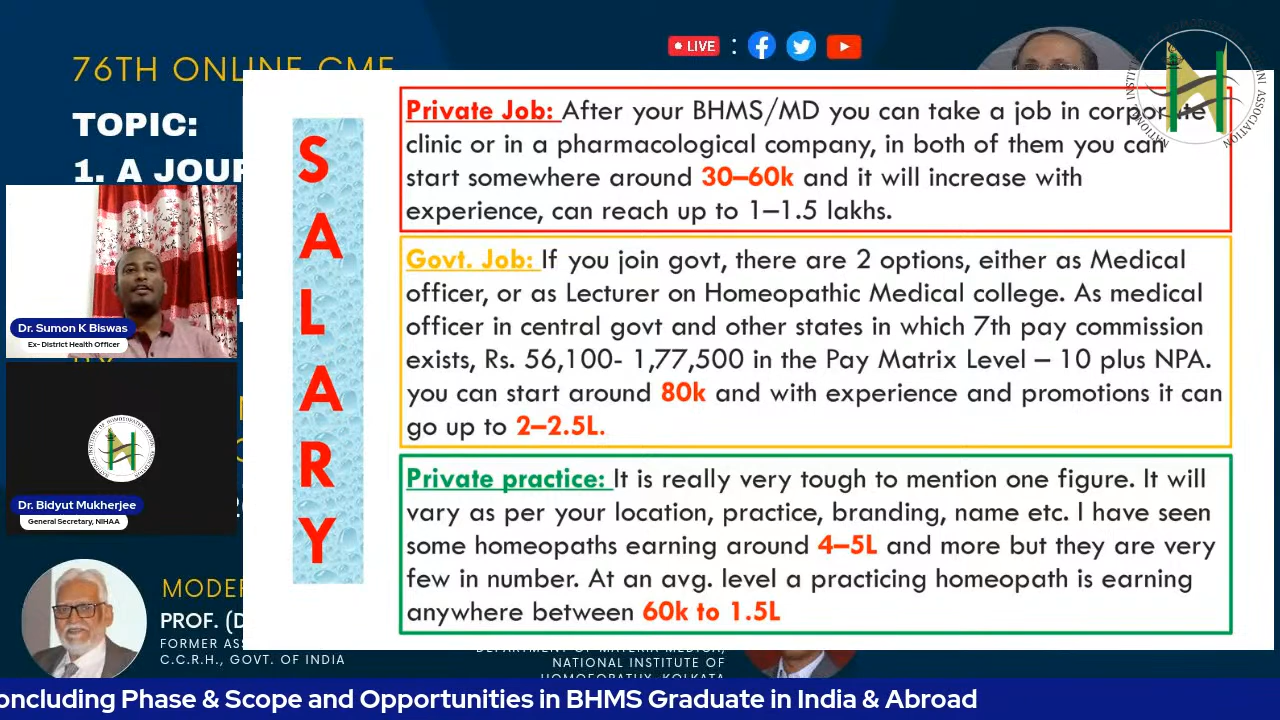 76TH ONLINE CME
TOPIC:
1. A JOUR
LIVE
:
SALARY
Private Job: After your BHMS/MD you can take a job in corporate
clinic or in a pharmacological company, in both of them you can
start somewhere around 30–60k and it will increase with
experience, can reach up to 1–1.5 lakhs.
Govt. Job: If you join govt, there are 2 options, either as Medical
officer, or as Lecturer on Homeopathic Medical college. As medical
officer in central govt and other states in which 7th pay commission
exists, Rs. 56,100- 1,77,500 in the Pay Matrix Level – 10 plus NPA.
you can start around 80k and with experience and promotions it can
go up to 2–2.5L.
Private practice: It is really very tough to mention one figure. It will
vary as per your location, practice, branding, name etc. I have seen
some homeopaths earning around 4–5L and more but they are very
few in number. At an avg. level a practicing homeopath is earning
anywhere between 60k to 1.5L
Dr. Sumon K Biswas
Ex- District Health Officer
Dr. Bidyut Mukherjee
General Secretary, NIHAA
MODER
PROF. (D
FORMER ASS
C.C.R.H., GOVT. OF INDIA
DEPARTMENT OF MATERIA MEDICA,
NATIONAL INSTITUTE OF
HOMOEOPATHY, KOLKATA
oncluding Phase & Scope and Opportunities in BHMS Graduate in India & Abroad